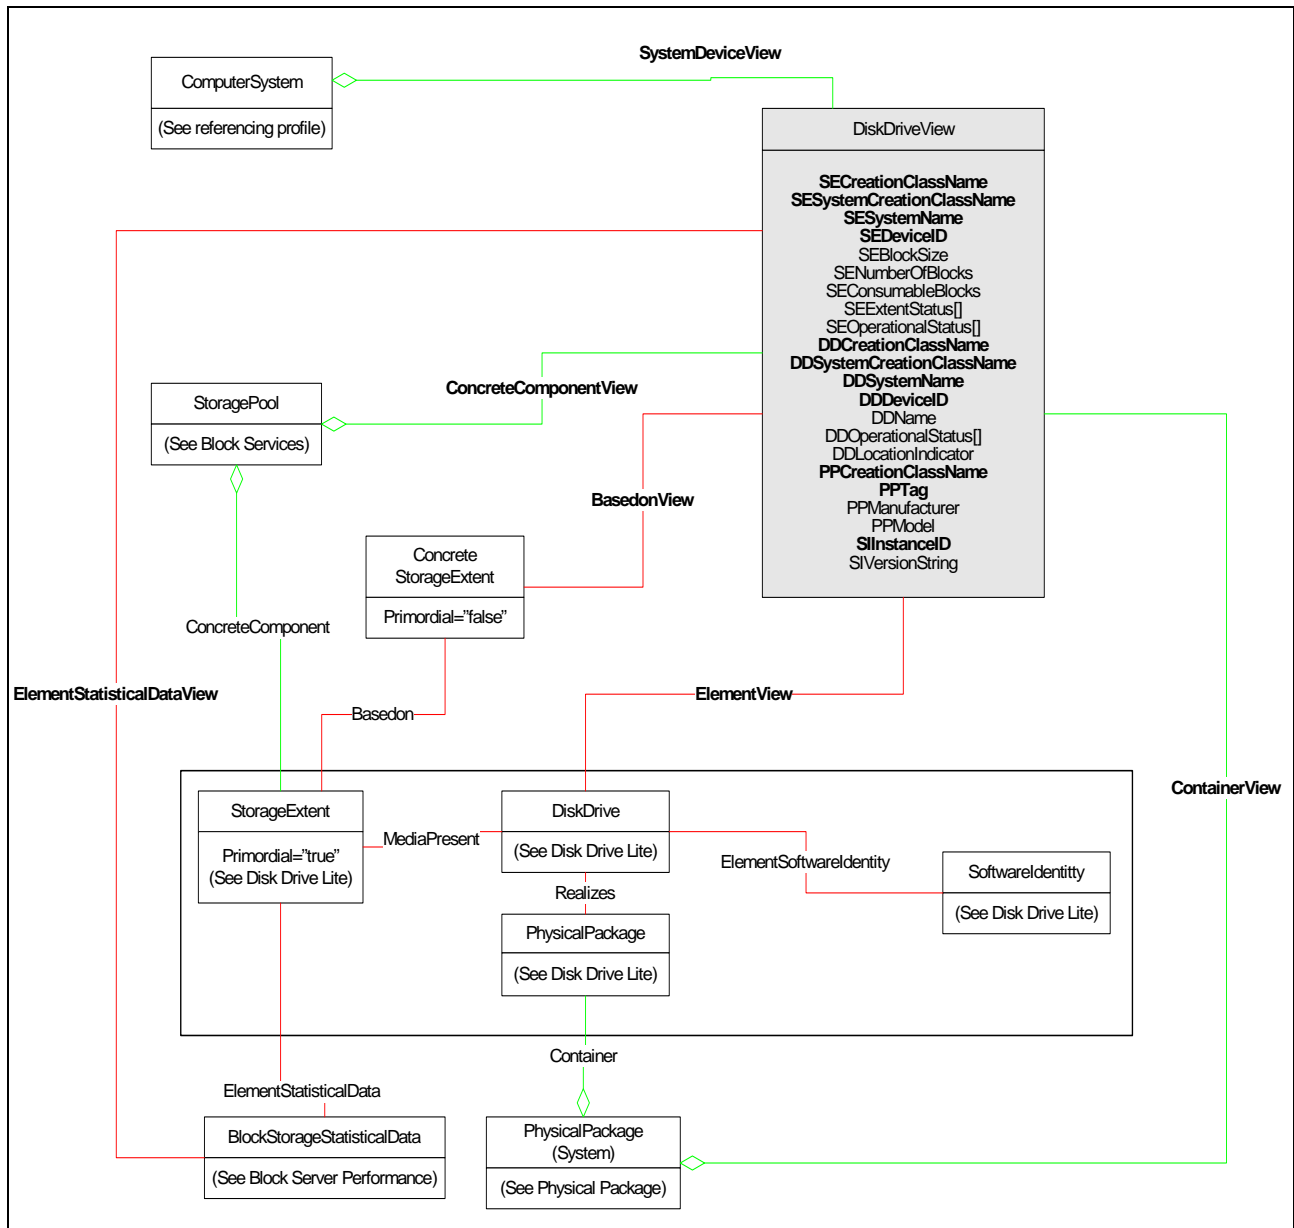 SystemDeviceView
ComputerSystem
(See referencing profile)
DiskDriveView
SECreationClassName
SESystemCreationClassName
SESystemName
SEDeviceID
SEBlockSize
SENumberOfBlocks
SEConsumableBlocks
SEExtentStatus[]
SEOperationalStatus[]
DDCreationClassName
DDSystemCreationClassName
DDSystemName
DDDeviceID
DDName
DDOperationalStatus[]
DDLocationIndicator
PPCreationClassName
PPTag
PPManufacturer
PPModel
SIInstanceID
SIVersionString
ConcreteComponentView
StoragePool
(See Block Services)
BasedonView
Concrete
StorageExtent
Primordial="false"
ConcreteComponent
ElementStatisticalDataView
ElementView
Basedon
ContainerView
StorageExtent
Primordial="true"
(See Disk Drive Lite)
MediaPresent
DiskDrive
(See Disk Drive Lite)
ElementSoftwareIdentity
SoftwareIdentitty
(See Disk Drive Lite)
Realizes
PhysicalPackage
(See Disk Drive Lite)
Container
ElementStatisticalData
BlockStorageStatisticalData
(See Block Server Performance)
PhysicalPackage
(System)
(See Physical Package)